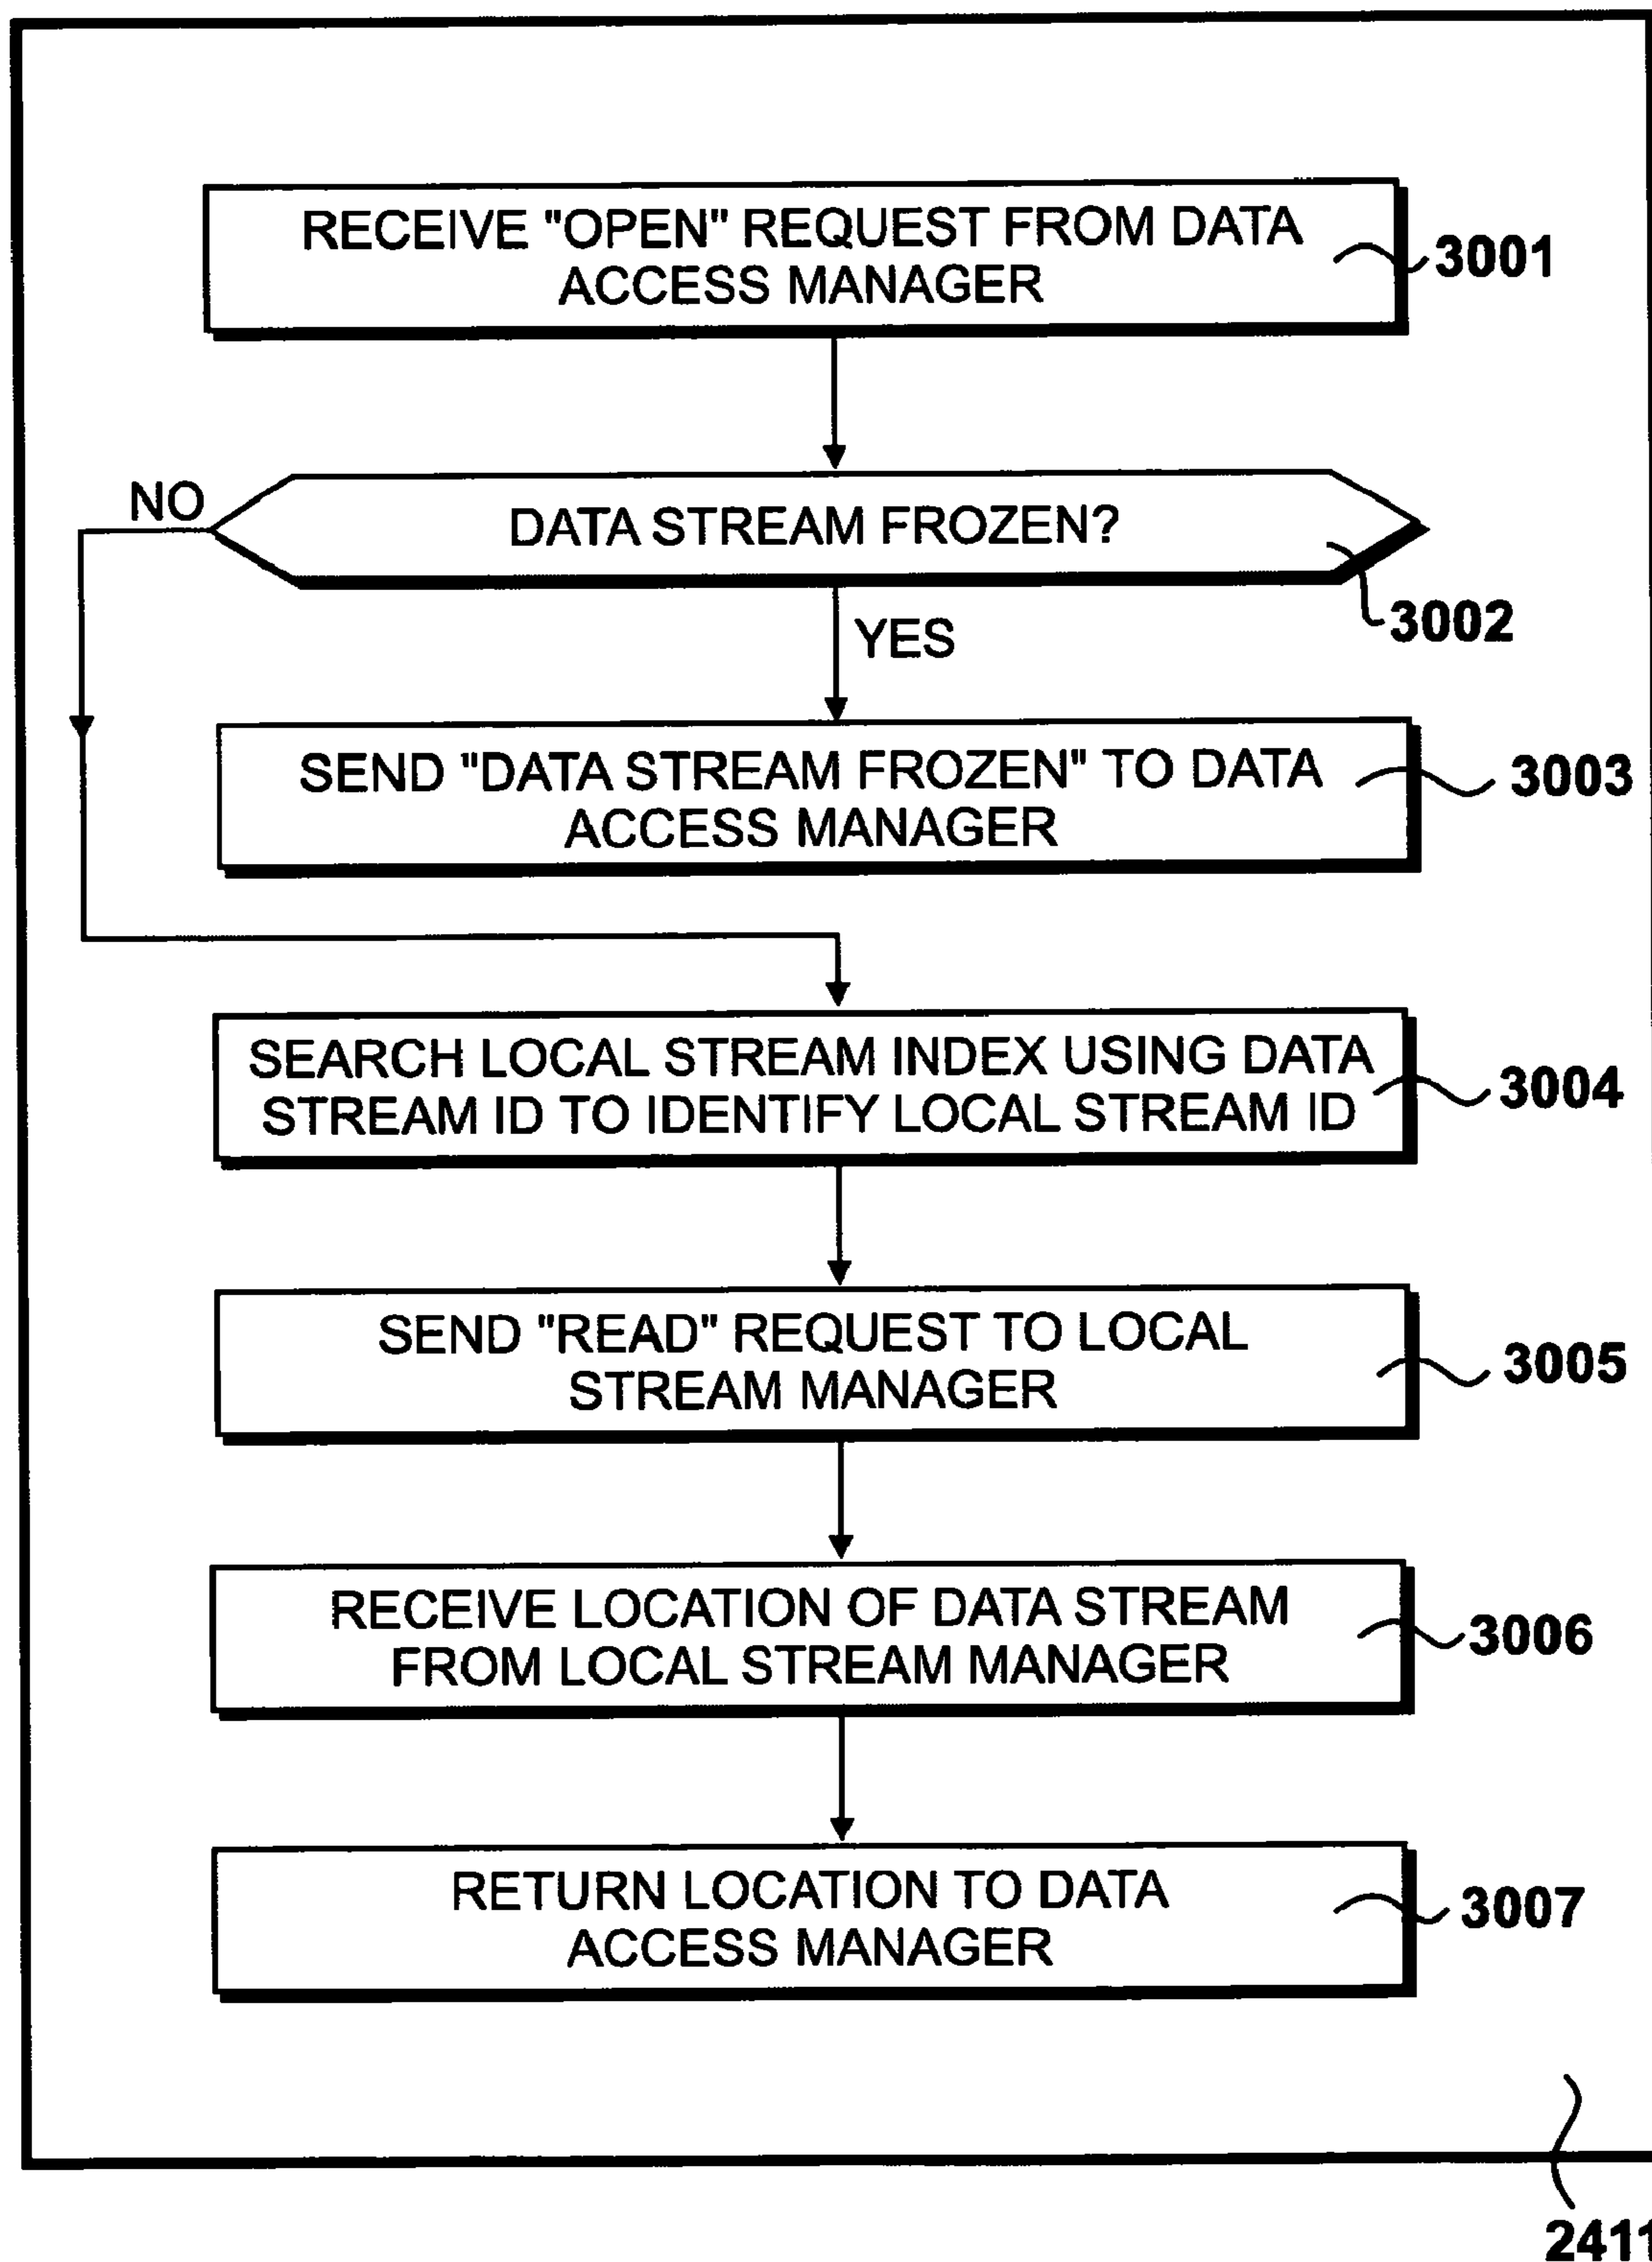 RECEIVE "OPEN" REQUEST FROM DATA
ACCESS MANAGER
3001
NO
DATA STREAM FROZEN?
3002
YES
SEND "DATA STREAM FROZEN" TO DATA
ACCESS MANAGER
3003
SEARCH LOCAL STREAM INDEX USING DATA
STREAM ID TO IDENTIFY LOCAL STREAM ID
3004
SEND "READ" REQUEST TO LOCAL
STREAM MANAGER
3005
RECEIVE LOCATION OF DATA STREAM
FROM LOCAL STREAM MANAGER
3006
RETURN LOCATION TO DATA
ACCESS MANAGER
3007
2411